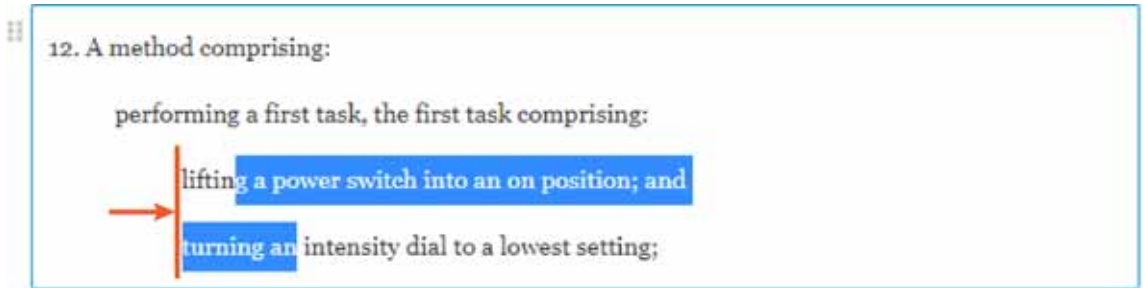 12. A method comprising:
performing a first task, the first task comprising:
lifting a power switch into an on position; and
turning an intensity dial to a lowest setting;